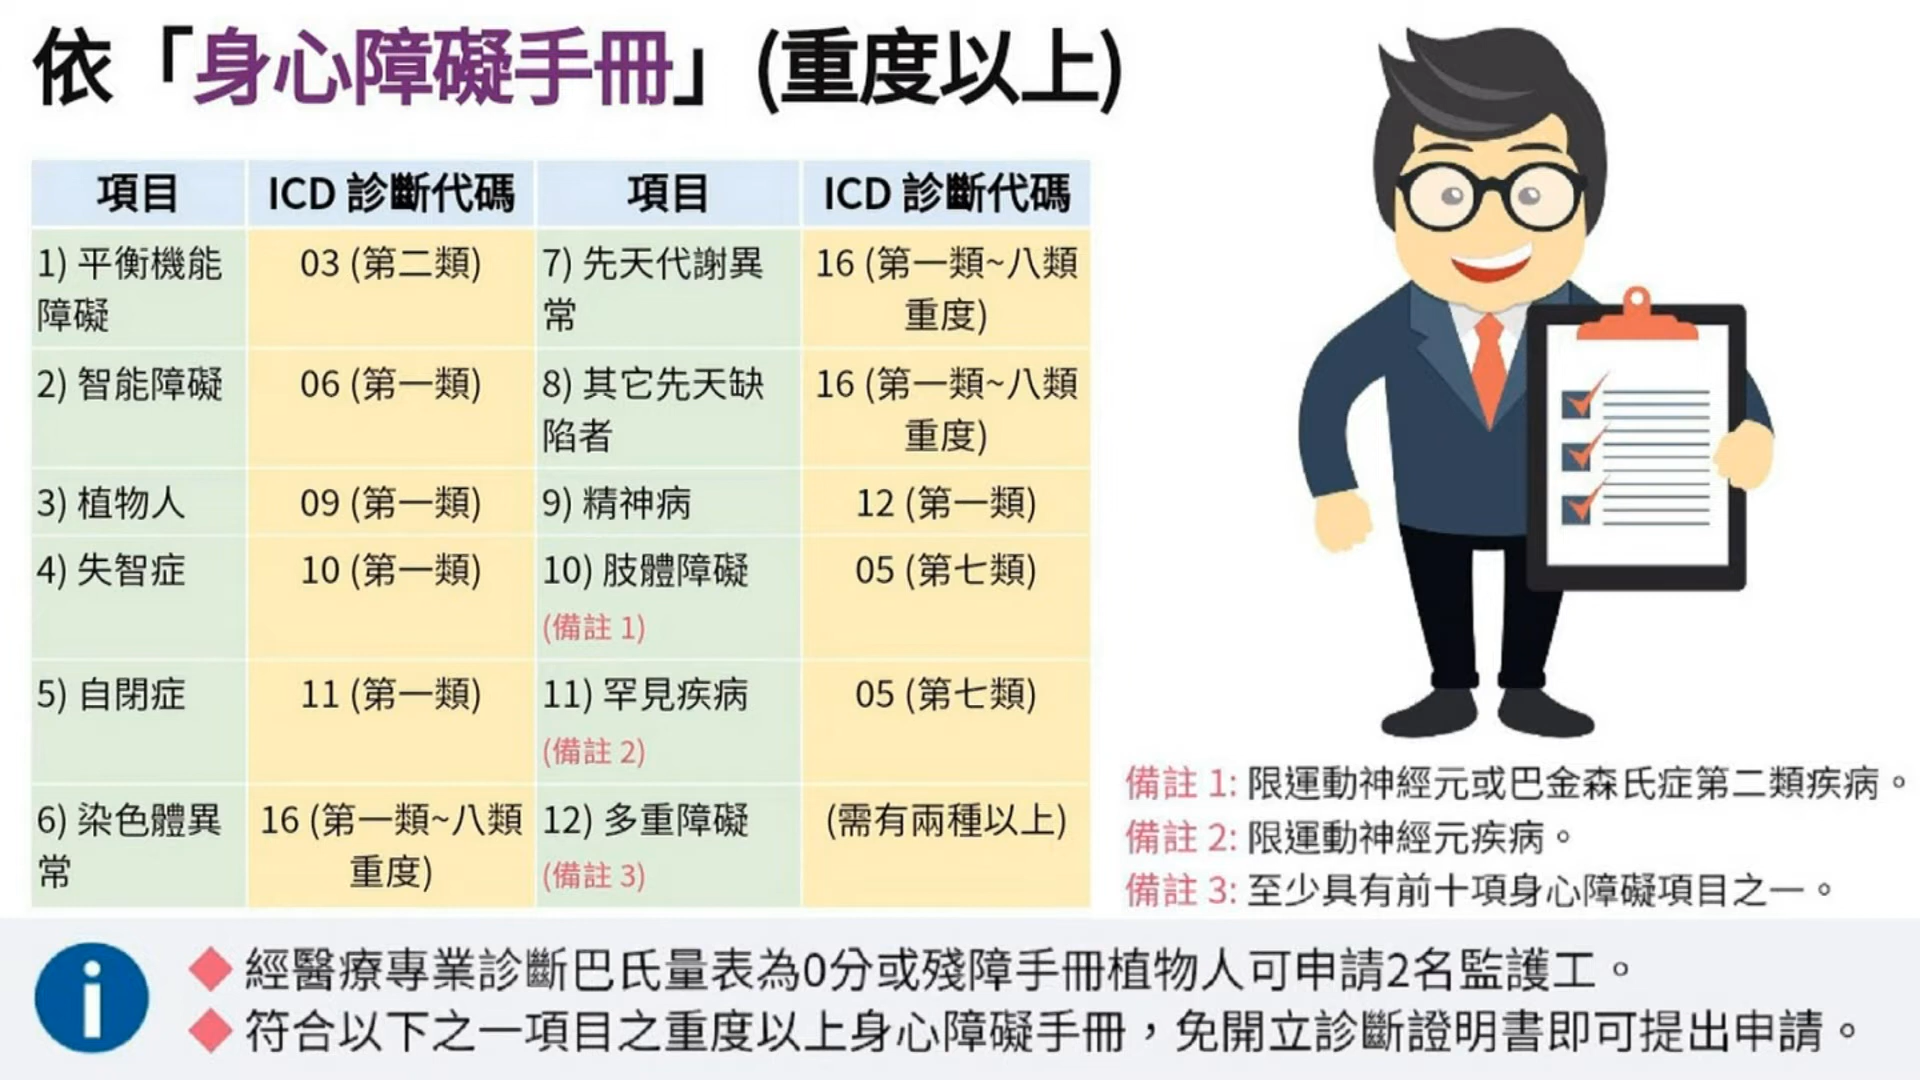 依「身心障礙手冊」(重度以上)
項目 ICD 診斷代碼 項目 ICD 診斷代碼
1) 平衡機能
障礙
03 (第二類)
7) 先天代謝異
常
16 (第一類~八類
重度)
2) 智能障礙
06 (第一類)
8) 其它先天缺
陷者
16 (第一類~八類
重度)
3) 植物人
09 (第一類)
9) 精神病
12 (第一類)
4) 失智症
10 (第一類)
10) 肢體障礙
(備註 1)
05 (第七類)
5) 自閉症
11 (第一類)
11) 罕見疾病
(備註 2)
05 (第七類)
6) 染色體異
常
16 (第一類~八類
重度)
12) 多重障礙
(備註 3)
(需有兩種以上)
備註 1: 限運動神經元或巴金森氏症第二類疾病。
備註 2: 限運動神經元疾病。
備註 3: 至少具有前十項身心障礙項目之一。
i
◆ 經醫療專業診斷巴氏量表為0分或殘障手冊植物人可申請2名監護工。
◆ 符合以下之一項目之重度以上身心障礙手冊，免開立診斷證明書即可提出申請。